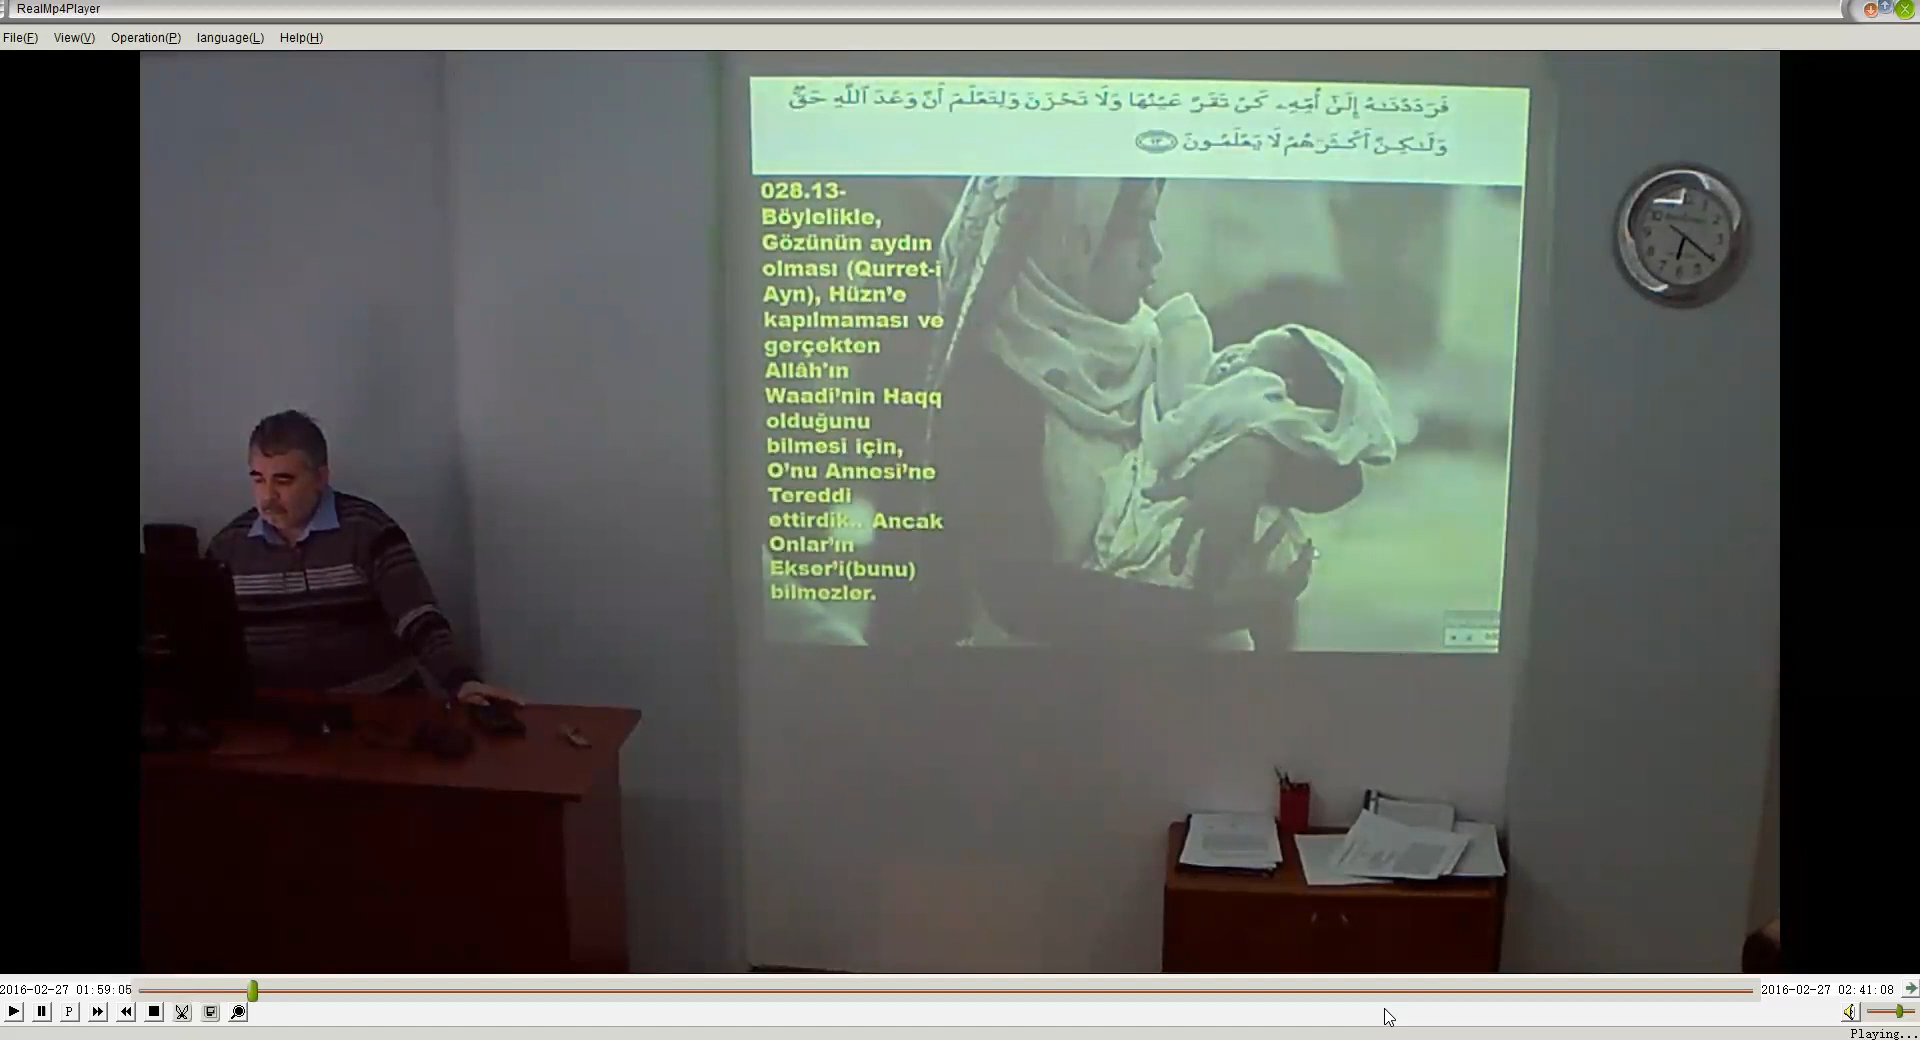 RealMp4Player
File(F) View(V) Operation(P) language(L) Help(H)
فَرَدَدْنَـٰهُ إِلَىٰٓ أُمِّهِۦ كَىْ تَقَرَّ عَيْنُهَا وَلَا تَحْزَنَ وَلِتَعْلَمَ أَنَّ وَعْدَ ٱللَّهِ حَقٌّ
وَلَـٰكِنَّ أَكْثَرَهُمْ لَا يَعْلَمُونَ ١٣
028.13-
Böylelikle,
Gözünün aydın
olması (Qurret-i
Ayn), Hüzn’e
kapılmaması ve
gerçekten
Allâh'ın
Waadi’nin Haqq
olduğunu
bilmesi için,
O’nu Annesi’ne
Tereddi
ettirdik.. Ancak
Onlar’ın
Ekser’i(bunu)
bilmezler.
2016-02-27 01:59:05
2016-02-27 02:41:08
P
Playing...